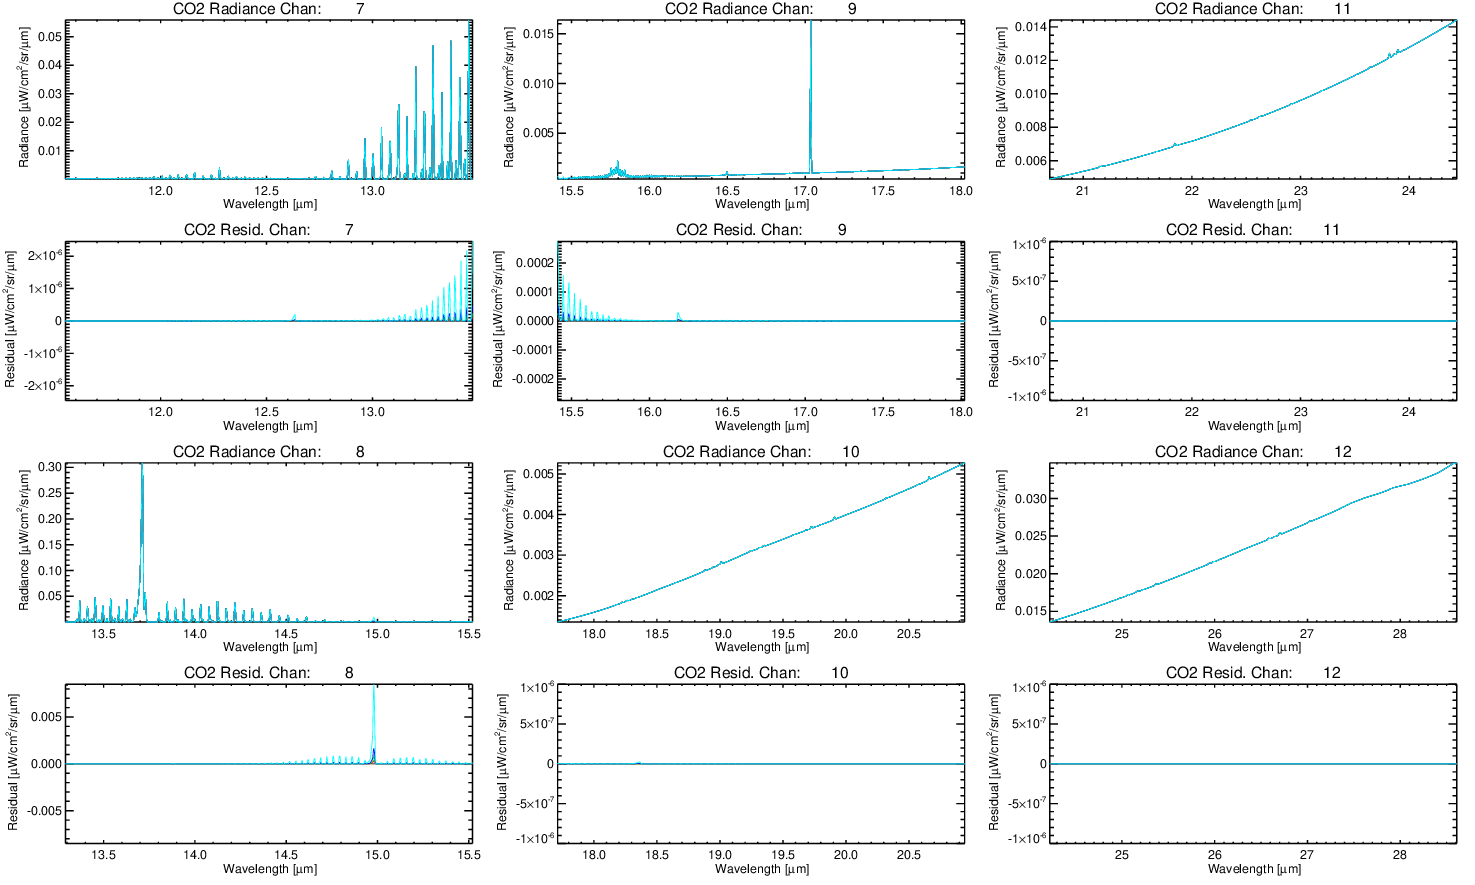 CO2 Radiance Chan: 7
Radiance [μW/cm²/sr/μm]
0.05
0.04
0.03
0.02
0.01
12.0 12.5 13.0
Wavelength [μm]
CO2 Radiance Chan: 9
Radiance [μW/cm²/sr/μm]
0.015
0.010
0.005
15.5 16.0 16.5 17.0 17.5 18.0
Wavelength [μm]
CO2 Radiance Chan: 11
Radiance [μW/cm²/sr/μm]
0.014
0.012
0.010
0.008
0.006
21 22 23 24
Wavelength [μm]
CO2 Resid. Chan: 7
Residual [μW/cm²/sr/μm]
2×10⁻⁶
1×10⁻⁶
0
-1×10⁻⁶
-2×10⁻⁶
12.0 12.5 13.0
Wavelength [μm]
CO2 Resid. Chan: 9
Residual [μW/cm²/sr/μm]
0.0002
0.0001
0.0000
-0.0001
-0.0002
15.5 16.0 16.5 17.0 17.5 18.0
Wavelength [μm]
CO2 Resid. Chan: 11
Residual [μW/cm²/sr/μm]
1×10⁻⁶
5×10⁻⁷
0
-5×10⁻⁷
-1×10⁻⁶
21 22 23 24
Wavelength [μm]
CO2 Radiance Chan: 8
Radiance [μW/cm²/sr/μm]
0.30
0.25
0.20
0.15
0.10
0.05
13.5 14.0 14.5 15.0 15.5
Wavelength [μm]
CO2 Radiance Chan: 10
Radiance [μW/cm²/sr/μm]
0.005
0.004
0.003
0.002
18.0 18.5 19.0 19.5 20.0 20.5
Wavelength [μm]
CO2 Radiance Chan: 12
Radiance [μW/cm²/sr/μm]
0.030
0.025
0.020
0.015
25 26 27 28
Wavelength [μm]
CO2 Resid. Chan: 8
Residual [μW/cm²/sr/μm]
0.005
0.000
-0.005
13.5 14.0 14.5 15.0 15.5
Wavelength [μm]
CO2 Resid. Chan: 10
Residual [μW/cm²/sr/μm]
1×10⁻⁶
5×10⁻⁷
0
-5×10⁻⁷
-1×10⁻⁶
18.0 18.5 19.0 19.5 20.0 20.5
Wavelength [μm]
CO2 Resid. Chan: 12
Residual [μW/cm²/sr/μm]
1×10⁻⁶
5×10⁻⁷
0
-5×10⁻⁷
-1×10⁻⁶
25 26 27 28
Wavelength [μm]